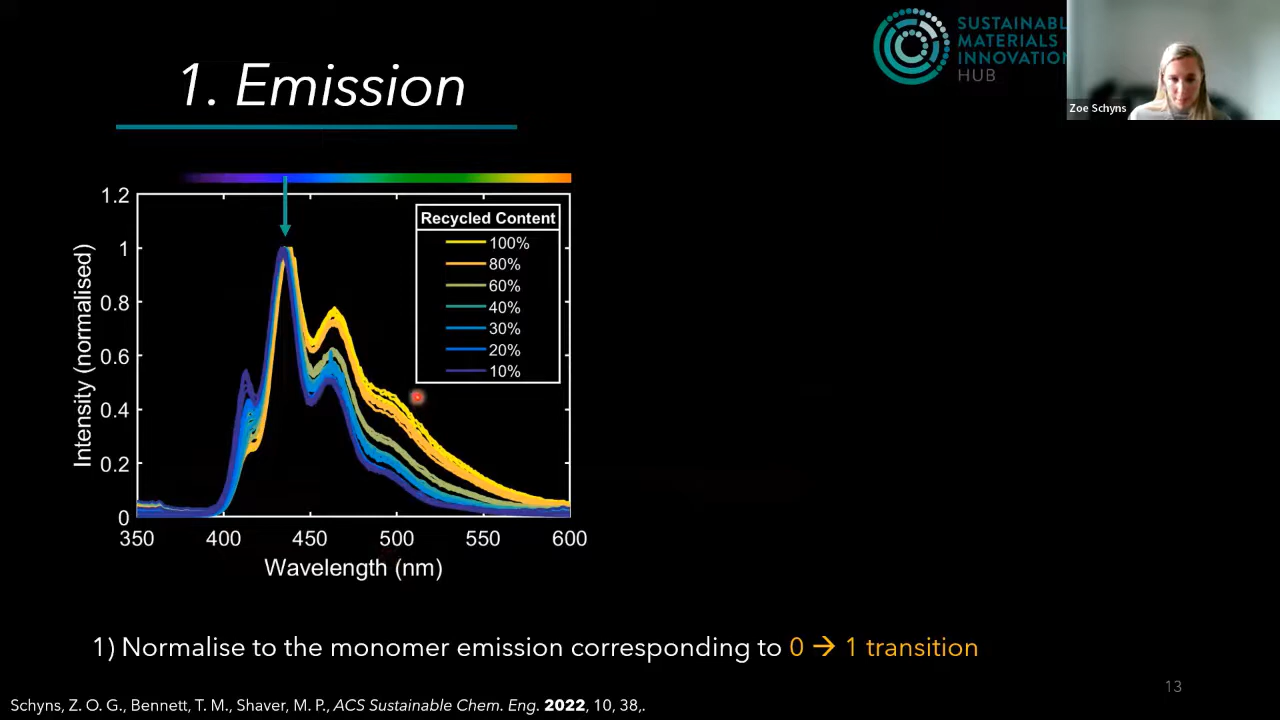 SUSTAINABL
MATERIALS
INNOVATION
HUB
Zoe Schyns
1. Emission
Intensity (normalised)
1.2
1
0.8
0.6
0.4
0.2
0
Recycled Content
100%
80%
60%
40%
30%
20%
10%
350 400 450 500 550 600
Wavelength (nm)
1) Normalise to the monomer emission corresponding to 0 → 1 transition
13
Schyns, Z. O. G., Bennett, T. M., Shaver, M. P., ACS Sustainable Chem. Eng. 2022, 10, 38,.